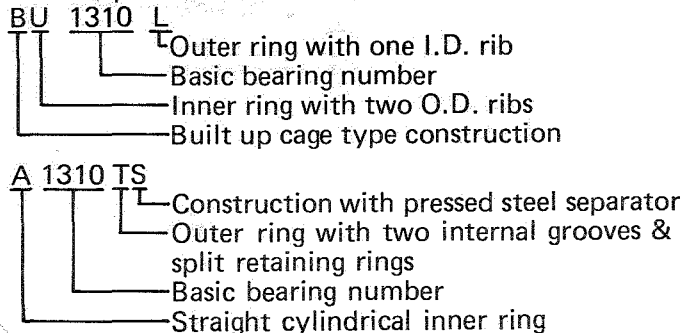 BU 1310 L
Outer ring with one I.D. rib
Basic bearing number
Inner ring with two O.D. ribs
Built up cage type construction
A 1310 TS
Construction with pressed steel separator
Outer ring with two internal grooves &
split retaining rings
Basic bearing number
Straight cylindrical inner ring